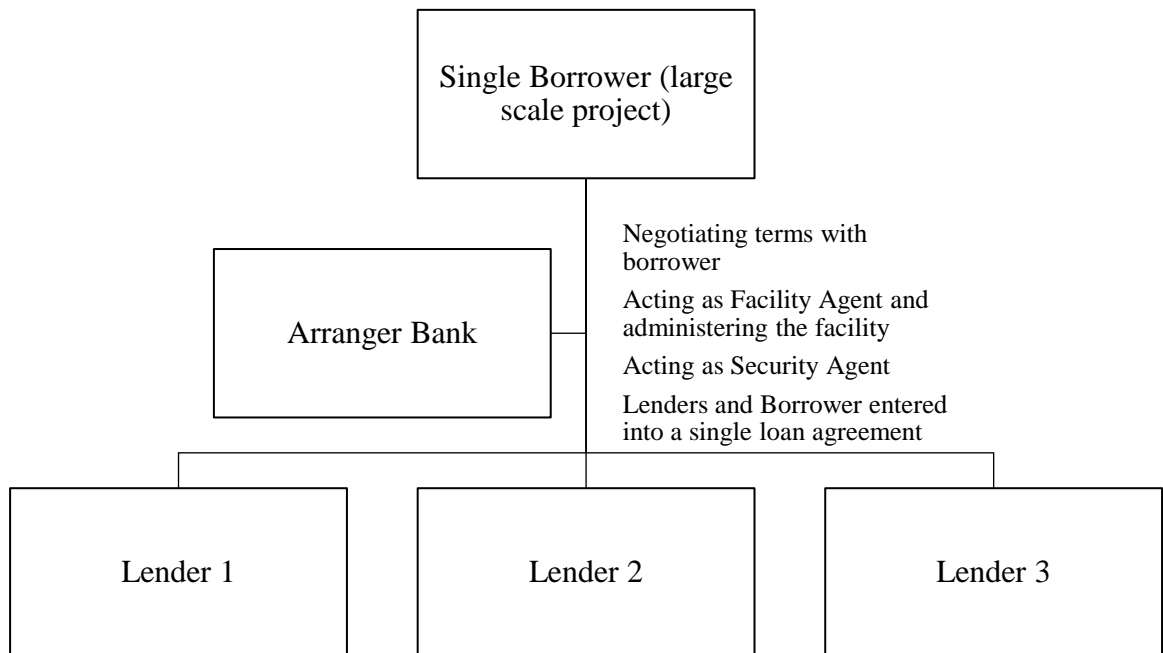 Single Borrower (large
scale project)
Negotiating terms with
borrower
Acting as Facility Agent and
administering the facility
Acting as Security Agent
Lenders and Borrower entered
into a single loan agreement
Arranger Bank
Lender 1
Lender 2
Lender 3